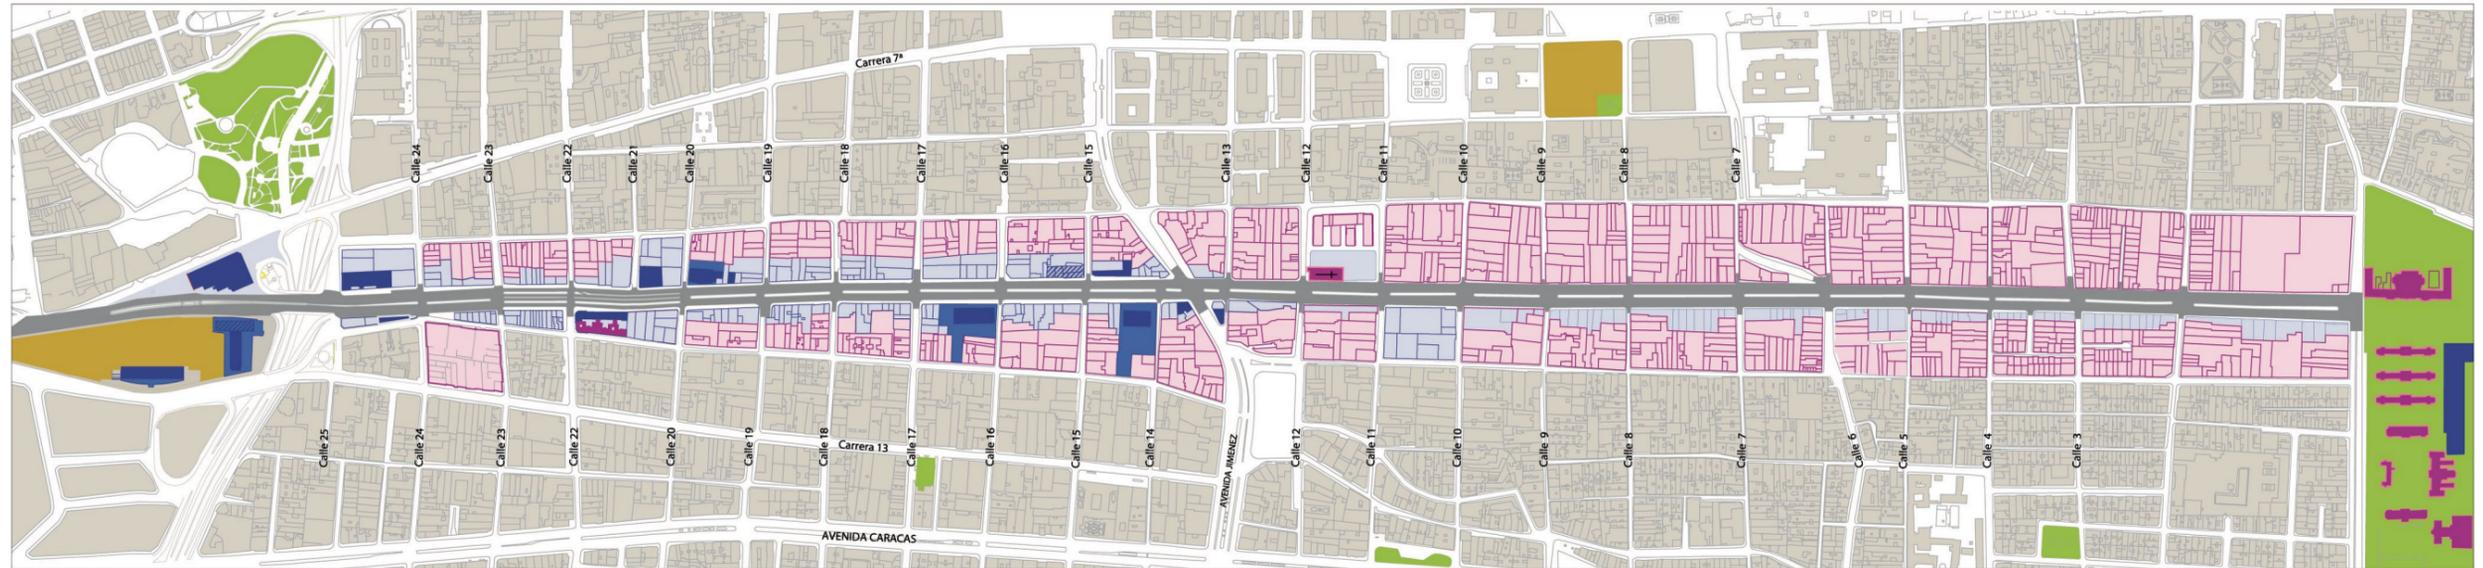 Carrera 7ª
Calle 24
Calle 23
Calle 22
Calle 21
Calle 20
Calle 19
Calle 18
Calle 17
Calle 16
Calle 15
Calle 13
Calle 12
Calle 11
Calle 10
Calle 9
Calle 8
Calle 7
Calle 25
Calle 24
Calle 23
Calle 22
Calle 20
Calle 19
Calle 18
Carrera 13
Calle 17
Calle 16
Calle 15
Calle 14
AVENIDA JIMENEZ
Calle 12
Calle 11
Calle 10
Calle 9
Calle 8
Calle 7
Calle 6
Calle 5
Calle 4
Calle 3
AVENIDA CARACAS